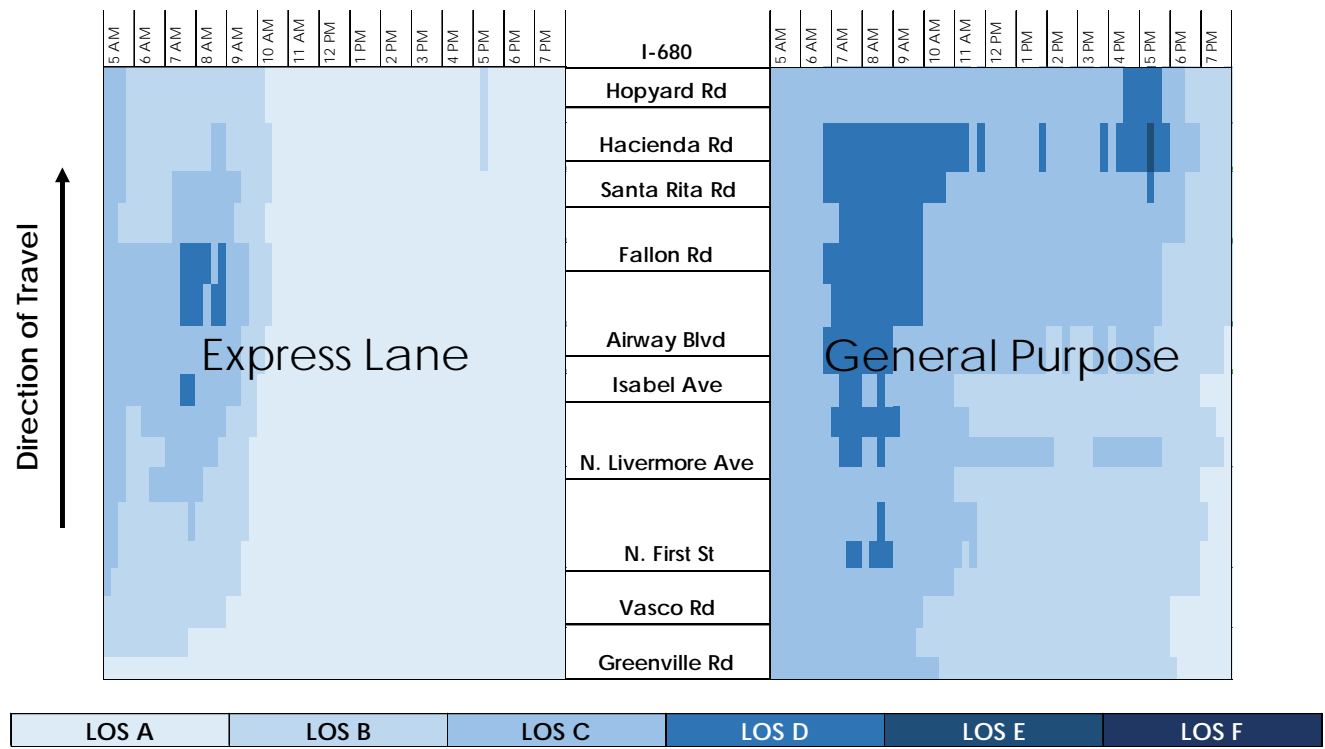 5 AM 6 AM 7 AM 8 AM 9 AM 10 AM 11 AM 12 PM 1 PM 2 PM 3 PM 4 PM 5 PM 6 PM 7 PM
I-680
5 AM 6 AM 7 AM 8 AM 9 AM 10 AM 11 AM 12 PM 1 PM 2 PM 3 PM 4 PM 5 PM 6 PM 7 PM
Direction of Travel
Express Lane
Hopyard Rd
Hacienda Rd
Santa Rita Rd
Fallon Rd
Airway Blvd
Isabel Ave
N. Livermore Ave
N. First St
Vasco Rd
Greenville Rd
General Purpose
LOS A LOS B LOS C LOS D LOS E LOS F